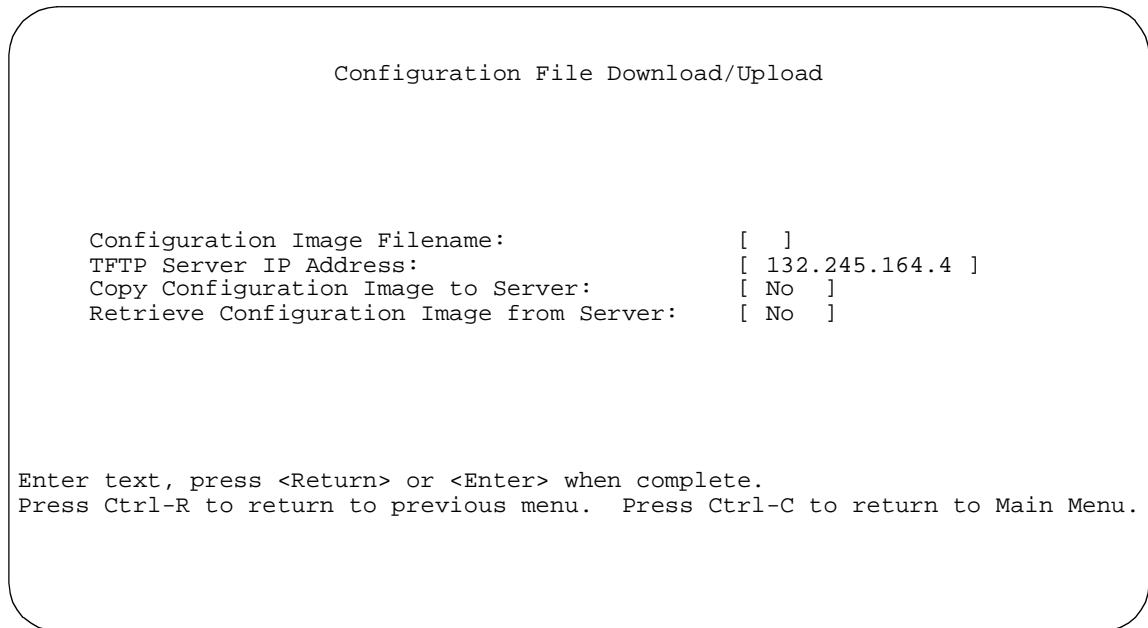 Configuration File Download/Upload
Configuration Image Filename: [  ]
TFTP Server IP Address: [ 132.245.164.4 ]
Copy Configuration Image to Server: [ No  ]
Retrieve Configuration Image from Server: [ No  ]
Enter text, press <Return> or <Enter> when complete.
Press Ctrl-R to return to previous menu.  Press Ctrl-C to return to Main Menu.